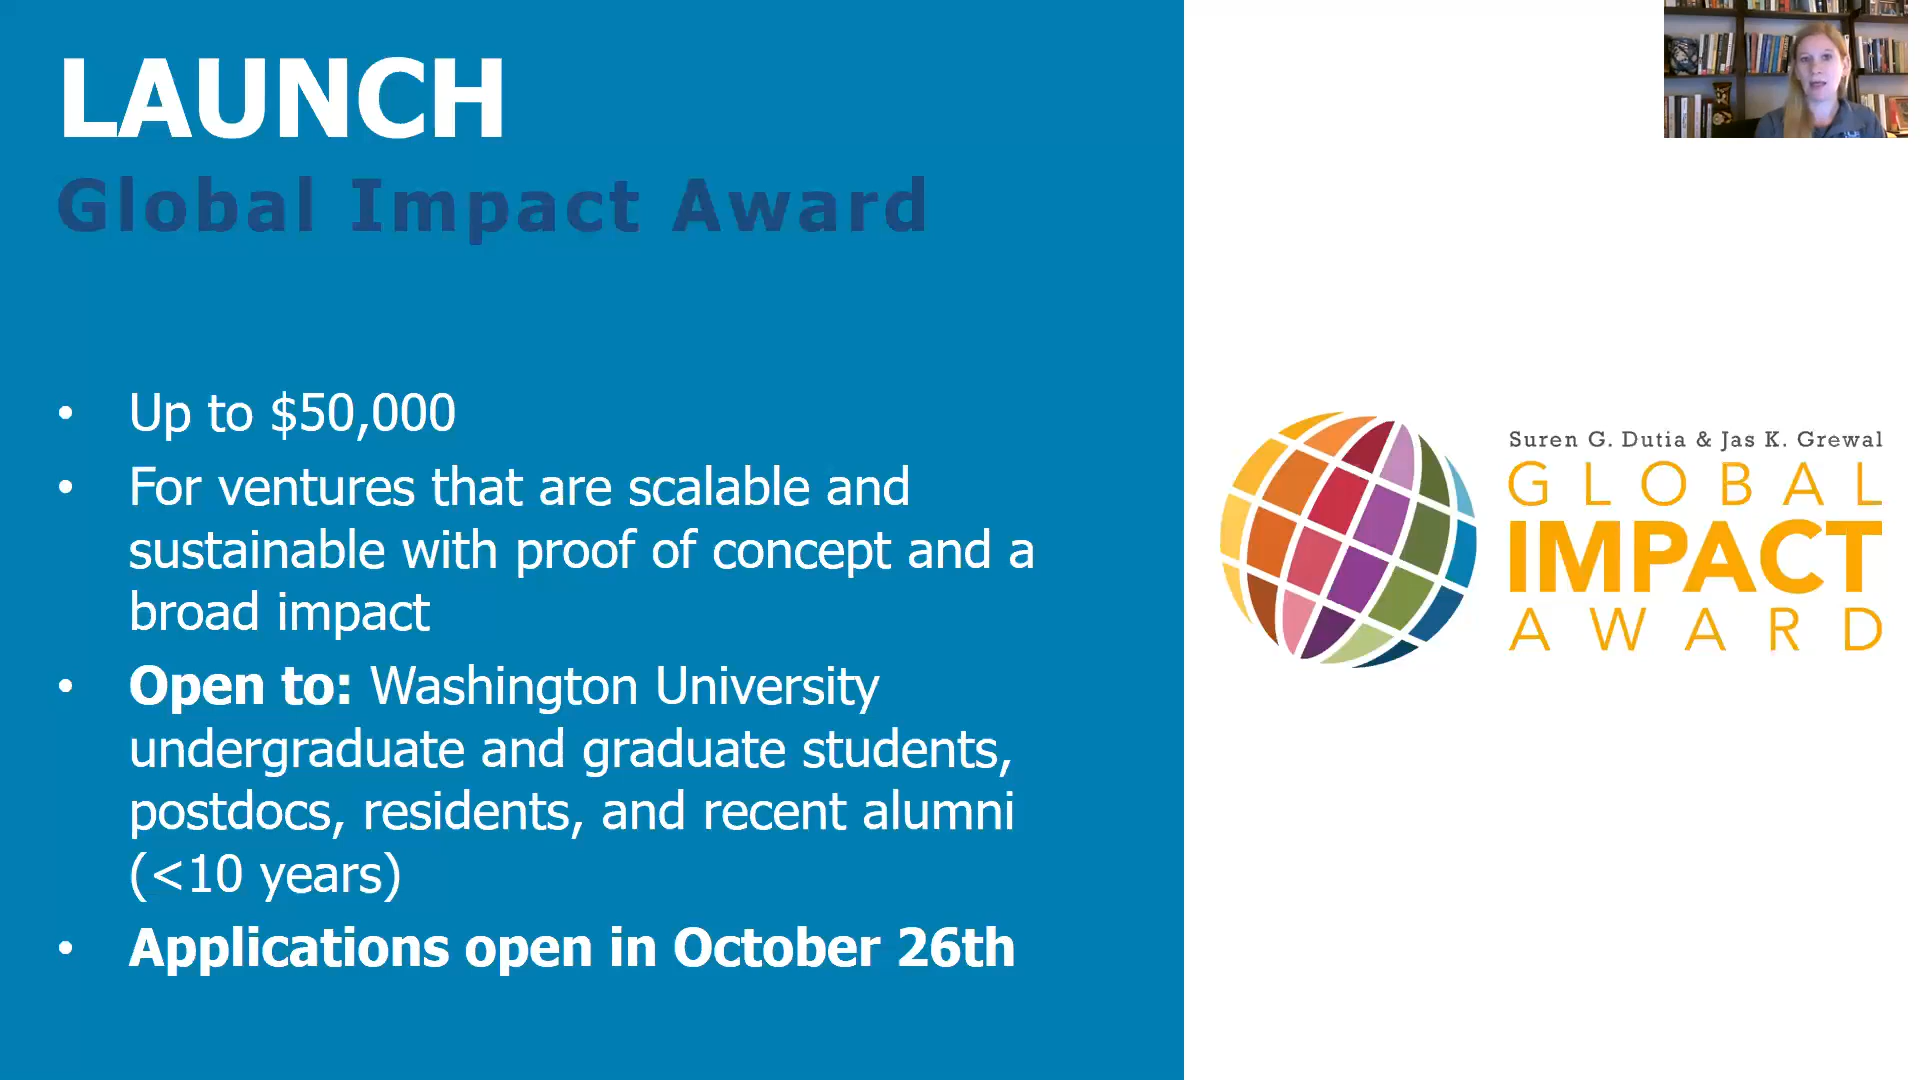 LAUNCH
Global Impact Award
• Up to $50,000
• For ventures that are scalable and
sustainable with proof of concept and a
broad impact
• Open to: Washington University
undergraduate and graduate students,
postdocs, residents, and recent alumni
(<10 years)
• Applications open in October 26th
Suren G. Dutia & Jas K. Grewal
GLOBAL
IMPACT
AWARD